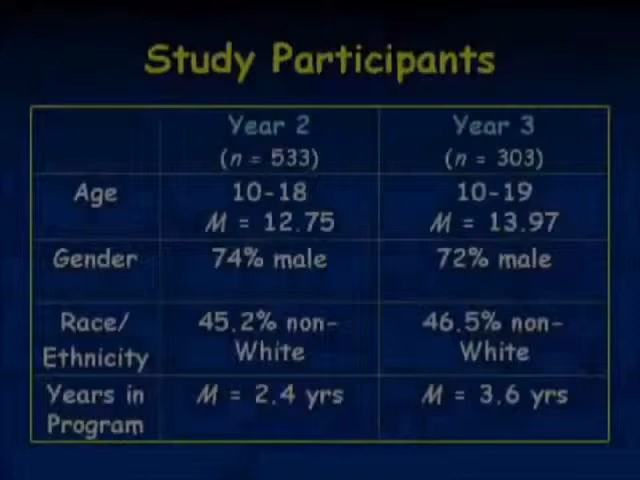 Study Participants
Year 2
(n = 533)
Year 3
(n = 303)
Age
10-18
M = 12.75
10-19
M = 13.97
Gender
74% male
72% male
Race/
Ethnicity
45.2% non-
White
46.5% non-
White
Years in
Program
M = 2.4 yrs
M = 3.6 yrs